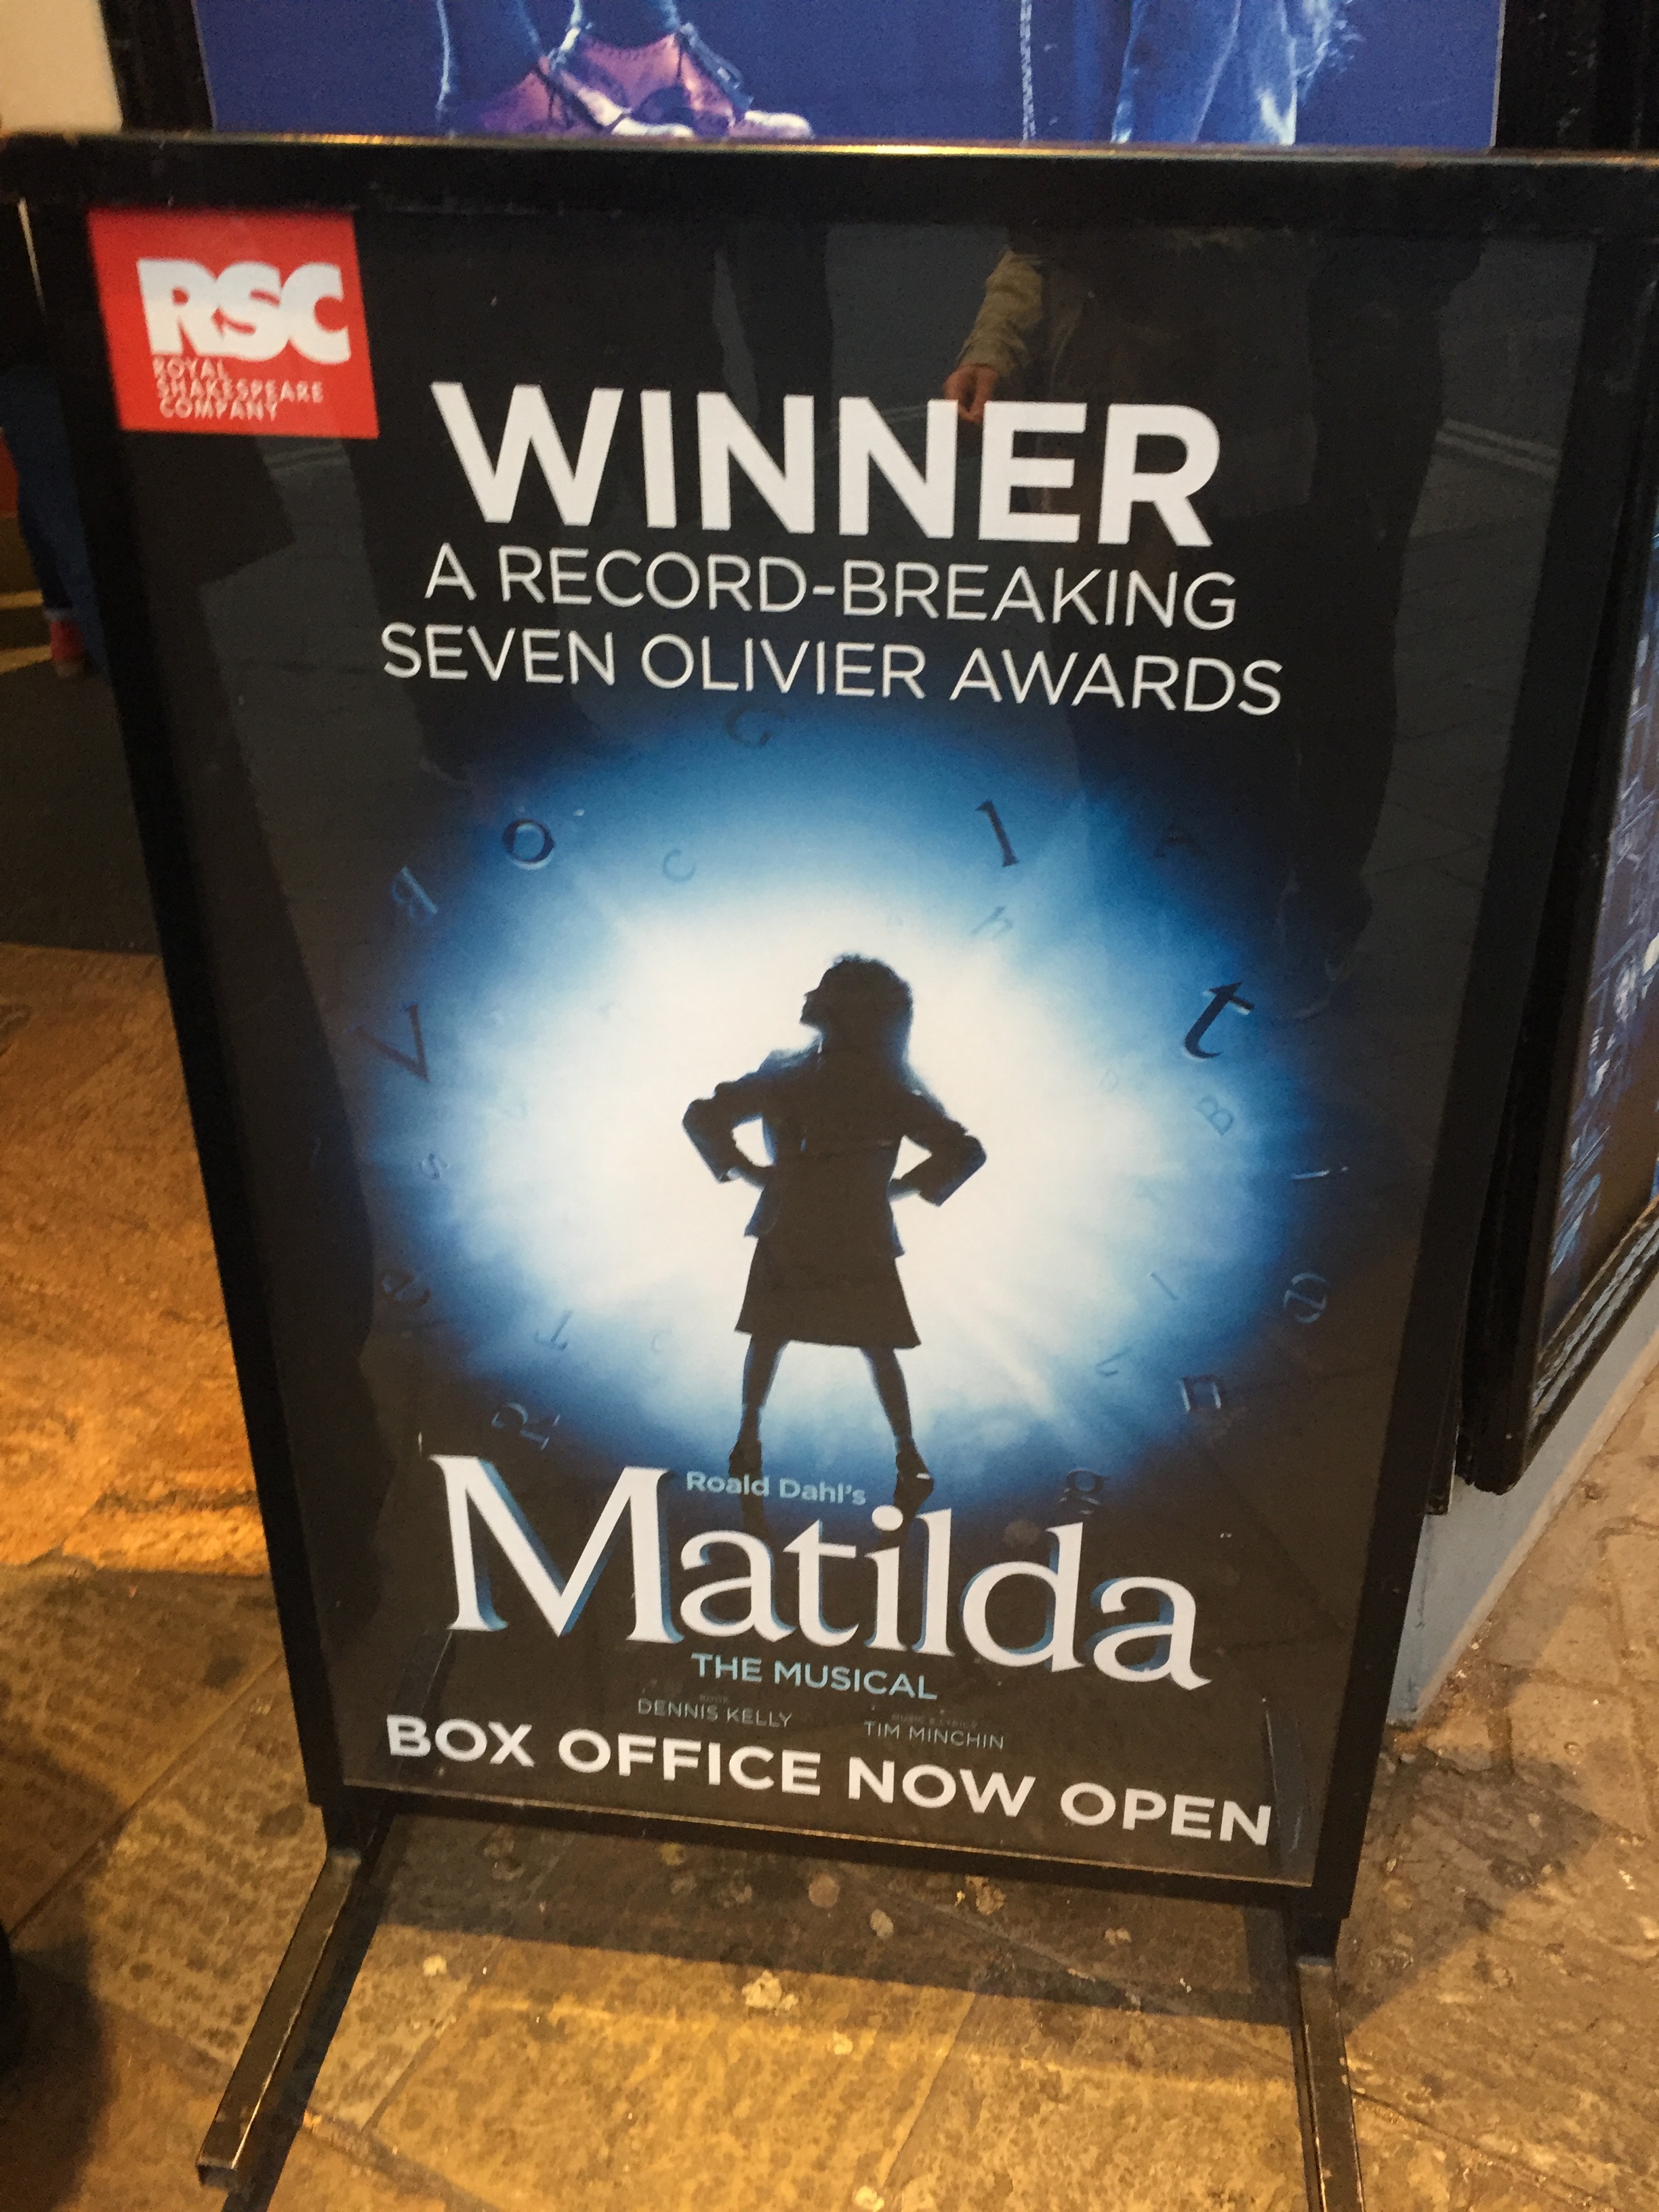 RSC
ROYAL
SHAKESPEARE
COMPANY
WINNER
A RECORD-BREAKING
SEVEN OLIVIER AWARDS
Roald Dahl's
Matilda
THE MUSICAL
DENNIS KELLY TIM MINCHIN
BOX OFFICE NOW OPEN